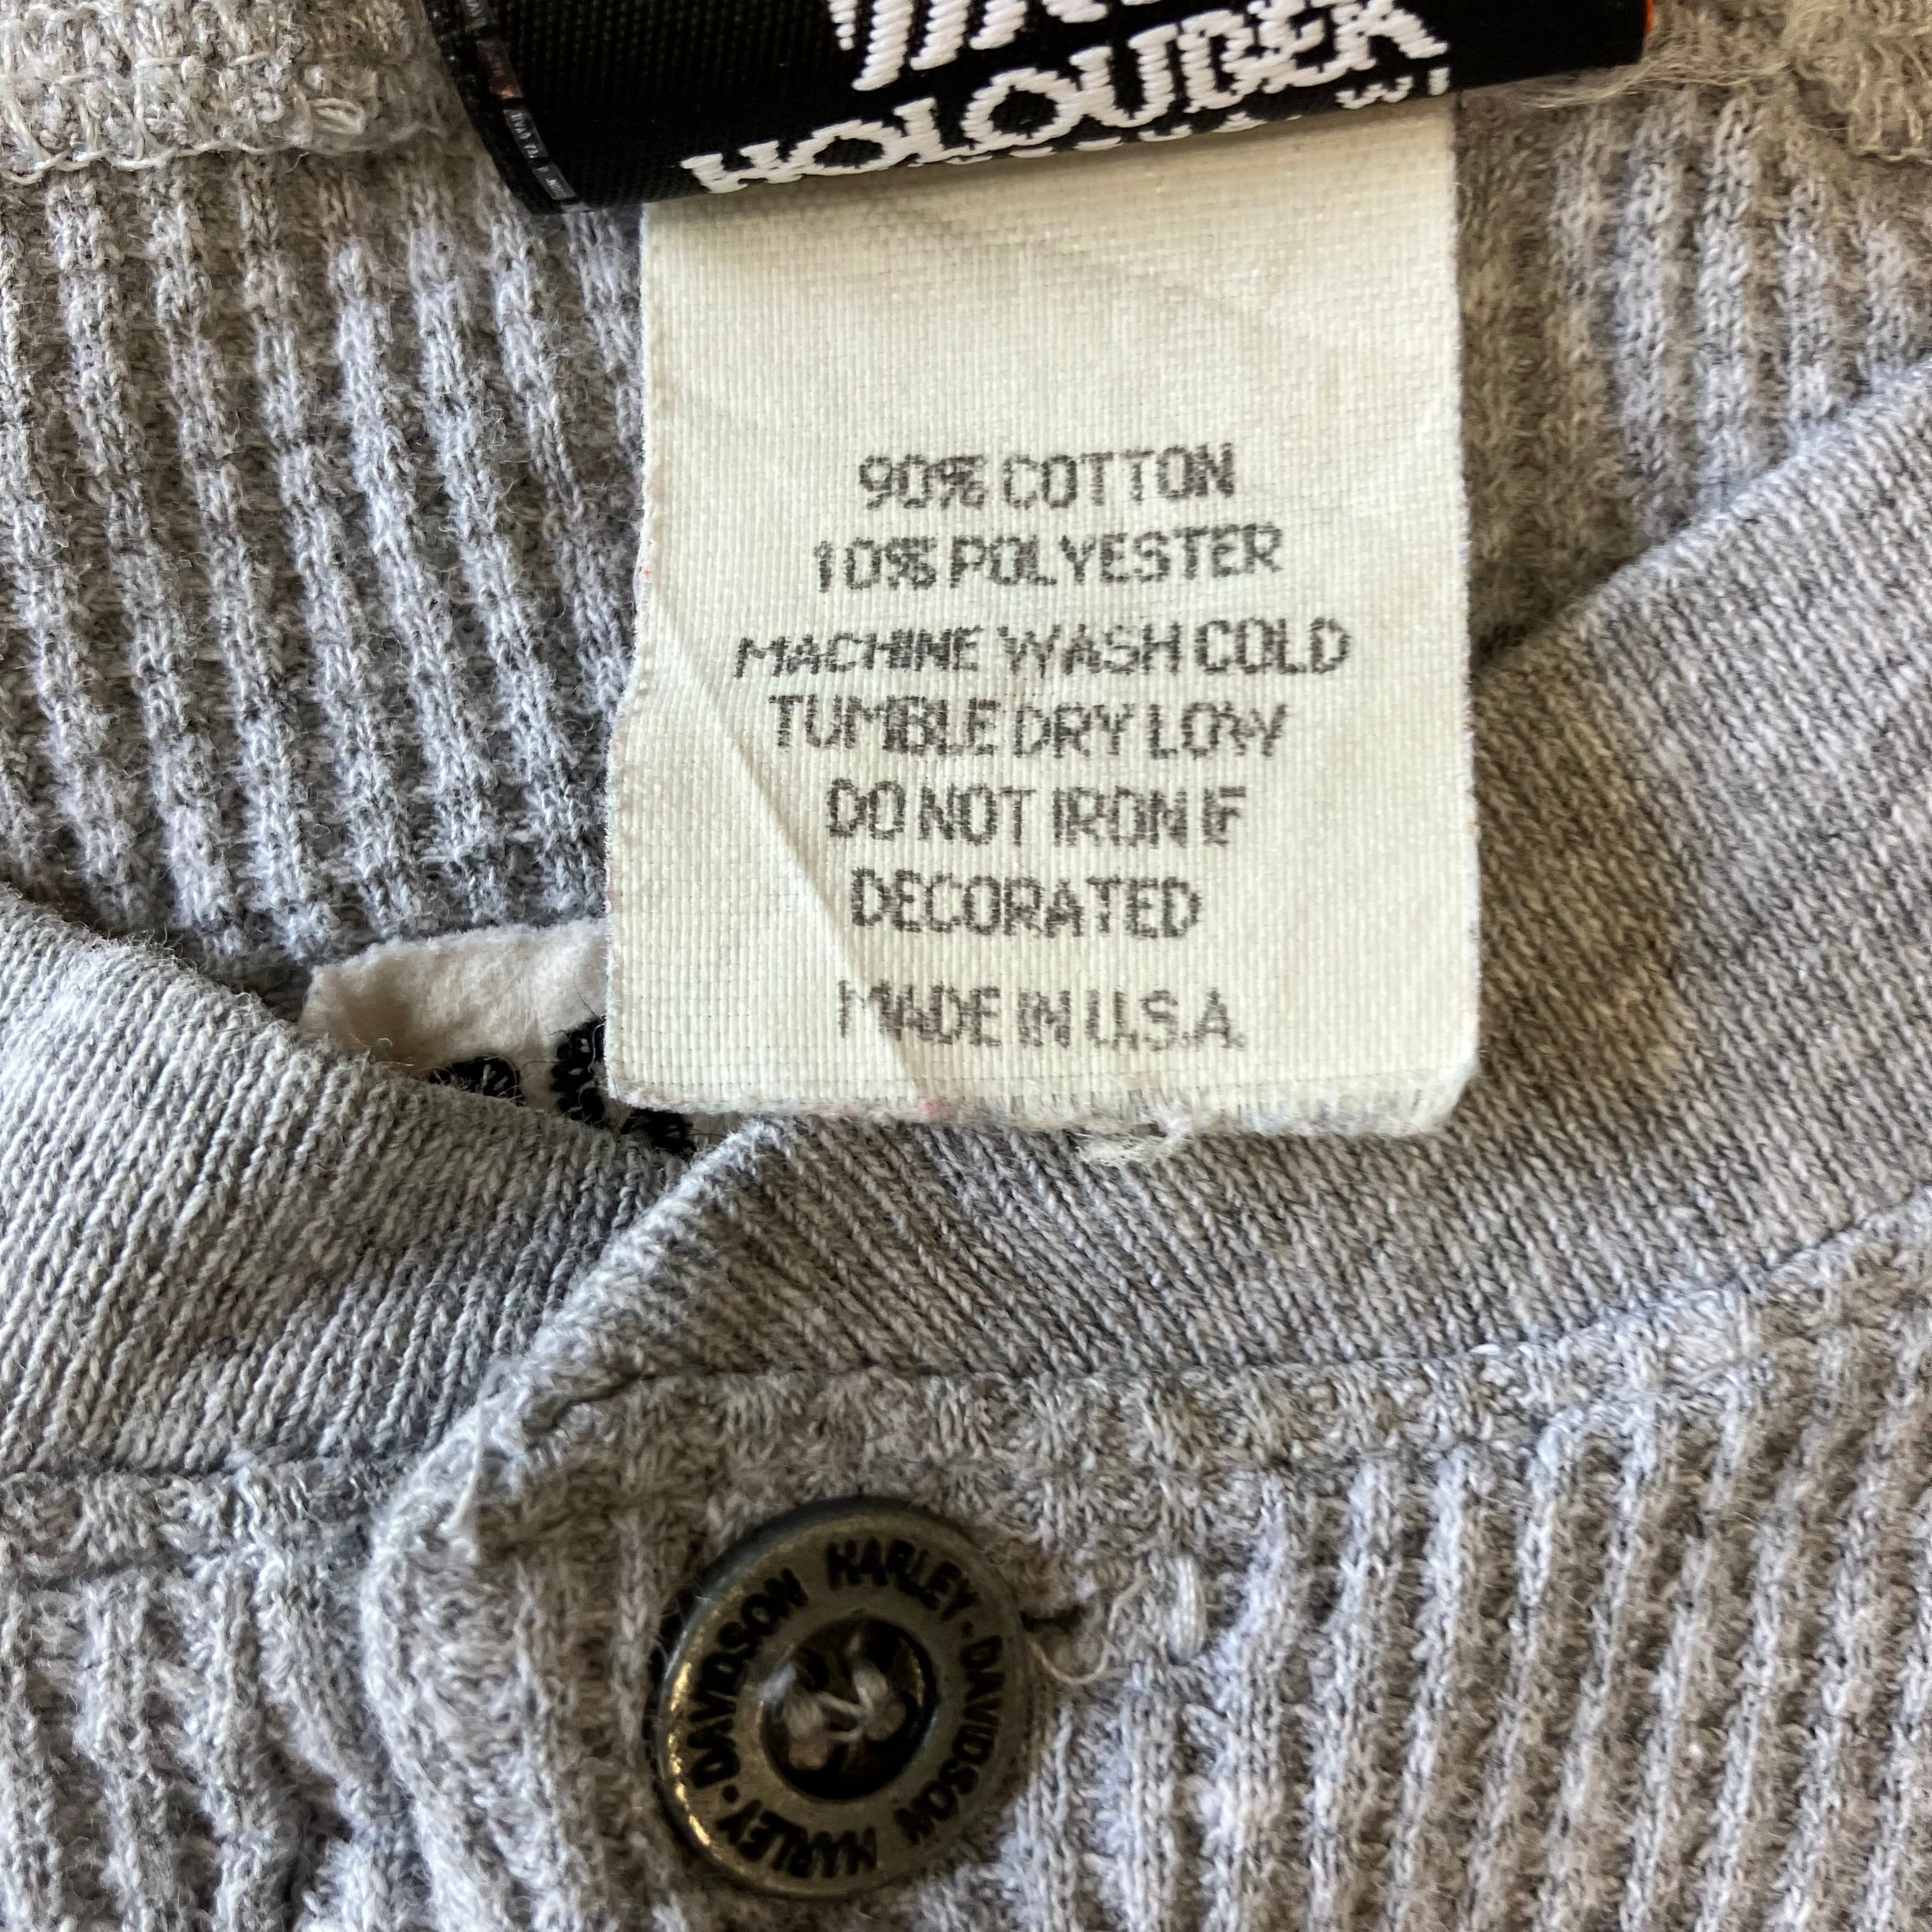 HOLOUBEK
90% COTTON
10% POLYESTER
MACHINE WASH COLD
TUMBLE DRY LOW
DO NOT IRON IF
DECORATED
MADE IN U.S.A.
HARLEY-DAVIDSON HARLEY-DAVIDSON